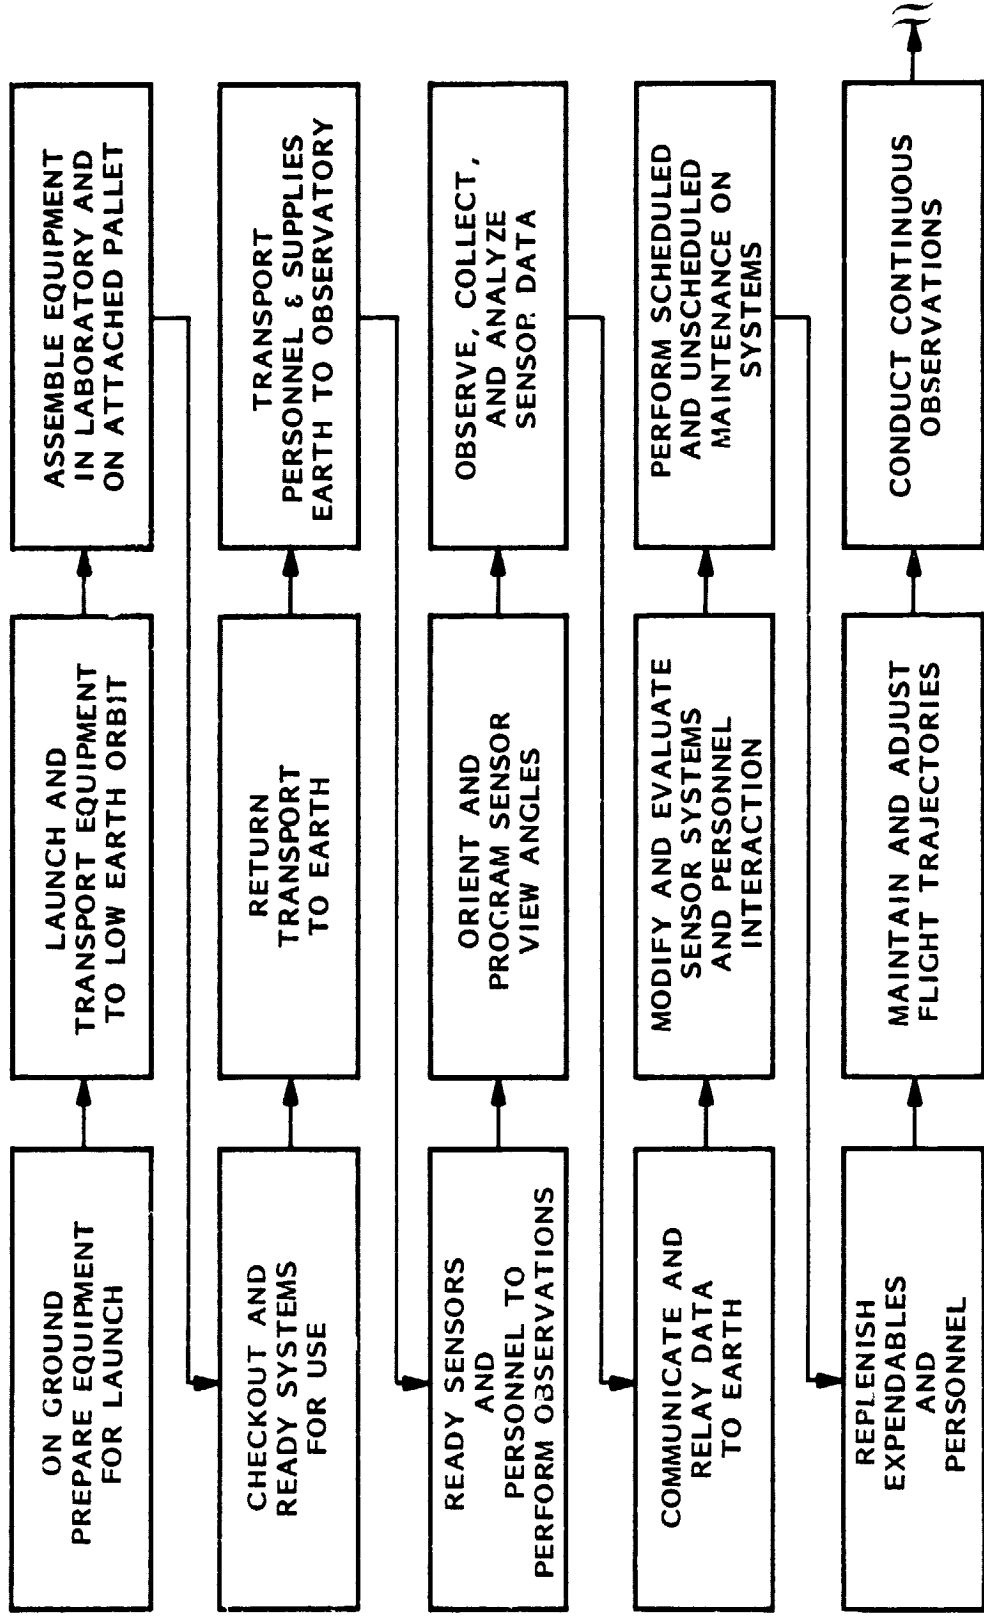 ON GROUND
PREPARE EQUIPMENT
FOR LAUNCH
LAUNCH AND
TRANSPORT EQUIPMENT
TO LOW EARTH ORBIT
ASSEMBLE EQUIPMENT
IN LABORATORY AND
ON ATTACHED PALLET
CHECKOUT AND
READY SYSTEMS
FOR USE
RETURN
TRANSPORT
TO EARTH
TRANSPORT
PERSONNEL & SUPPLIES
EARTH TO OBSERVATORY
READY SENSORS
AND
PERSONNEL TO
PERFORM OBSERVATIONS
ORIENT AND
PROGRAM SENSOR
VIEW ANGLES
OBSERVE, COLLECT,
AND ANALYZE
SENSOR DATA
COMMUNICATE AND
RELAY DATA
TO EARTH
MODIFY AND EVALUATE
SENSOR SYSTEMS
AND PERSONNEL
INTERACTION
PERFORM SCHEDULED
AND UNSCHEDULED
MAINTENANCE ON
SYSTEMS
REPLENISH
EXPENDABLES
AND
PERSONNEL
MAINTAIN AND ADJUST
FLIGHT TRAJECTORIES
CONDUCT CONTINUOUS
OBSERVATIONS